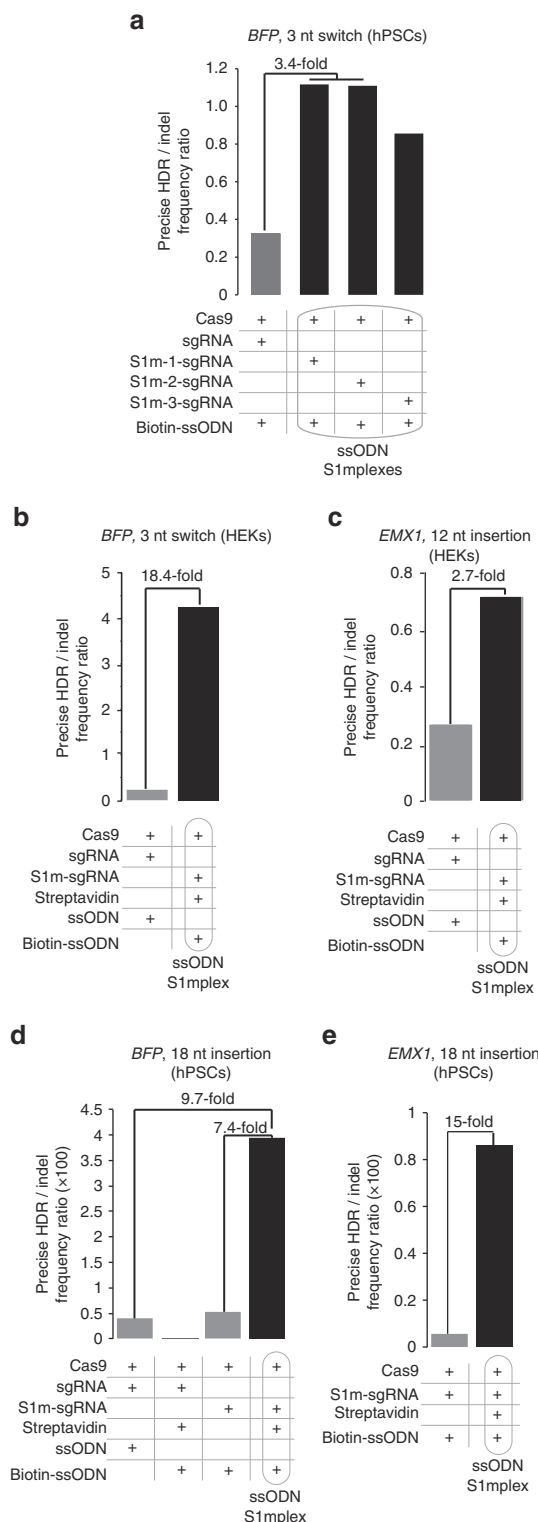 a
BFP, 3 nt switch (hPSCs)
3.4-fold
1.2
1.0
0.8
0.6
0.4
0.2
0
Precise HDR / indel
frequency ratio
Cas9 + + + +
sgRNA +
S1m-1-sgRNA +
S1m-2-sgRNA +
S1m-3-sgRNA +
Biotin-ssODN + + + +
ssODN
S1mplexes
b
BFP, 3 nt switch (HEKs)
18.4-fold
5
4
3
2
1
0
Precise HDR / indel
frequency ratio
Cas9 + +
sgRNA +
S1m-sgRNA +
Streptavidin +
ssODN +
Biotin-ssODN +
ssODN
S1mplex
c
EMX1, 12 nt insertion
(HEKs)
2.7-fold
0.8
0.6
0.4
0.2
0
Precise HDR / indel
frequency ratio
Cas9 + +
sgRNA +
S1m-sgRNA +
Streptavidin +
ssODN +
Biotin-ssODN +
ssODN
S1mplex
d
BFP, 18 nt insertion
(hPSCs)
9.7-fold
7.4-fold
4.5
4
3.5
3
2.5
2
1.5
1
0.5
0
Precise HDR / indel
frequency ratio (×100)
Cas9 + + + +
sgRNA + +
S1m-sgRNA + +
Streptavidin + +
ssODN +
Biotin-ssODN + + +
ssODN
S1mplex
e
EMX1, 18 nt insertion
(hPSCs)
15-fold
1
0.8
0.6
0.4
0.2
0
Precise HDR / indel
frequency ratio (×100)
Cas9 + +
S1m-sgRNA + +
Streptavidin +
Biotin-ssODN + +
ssODN
S1mplex